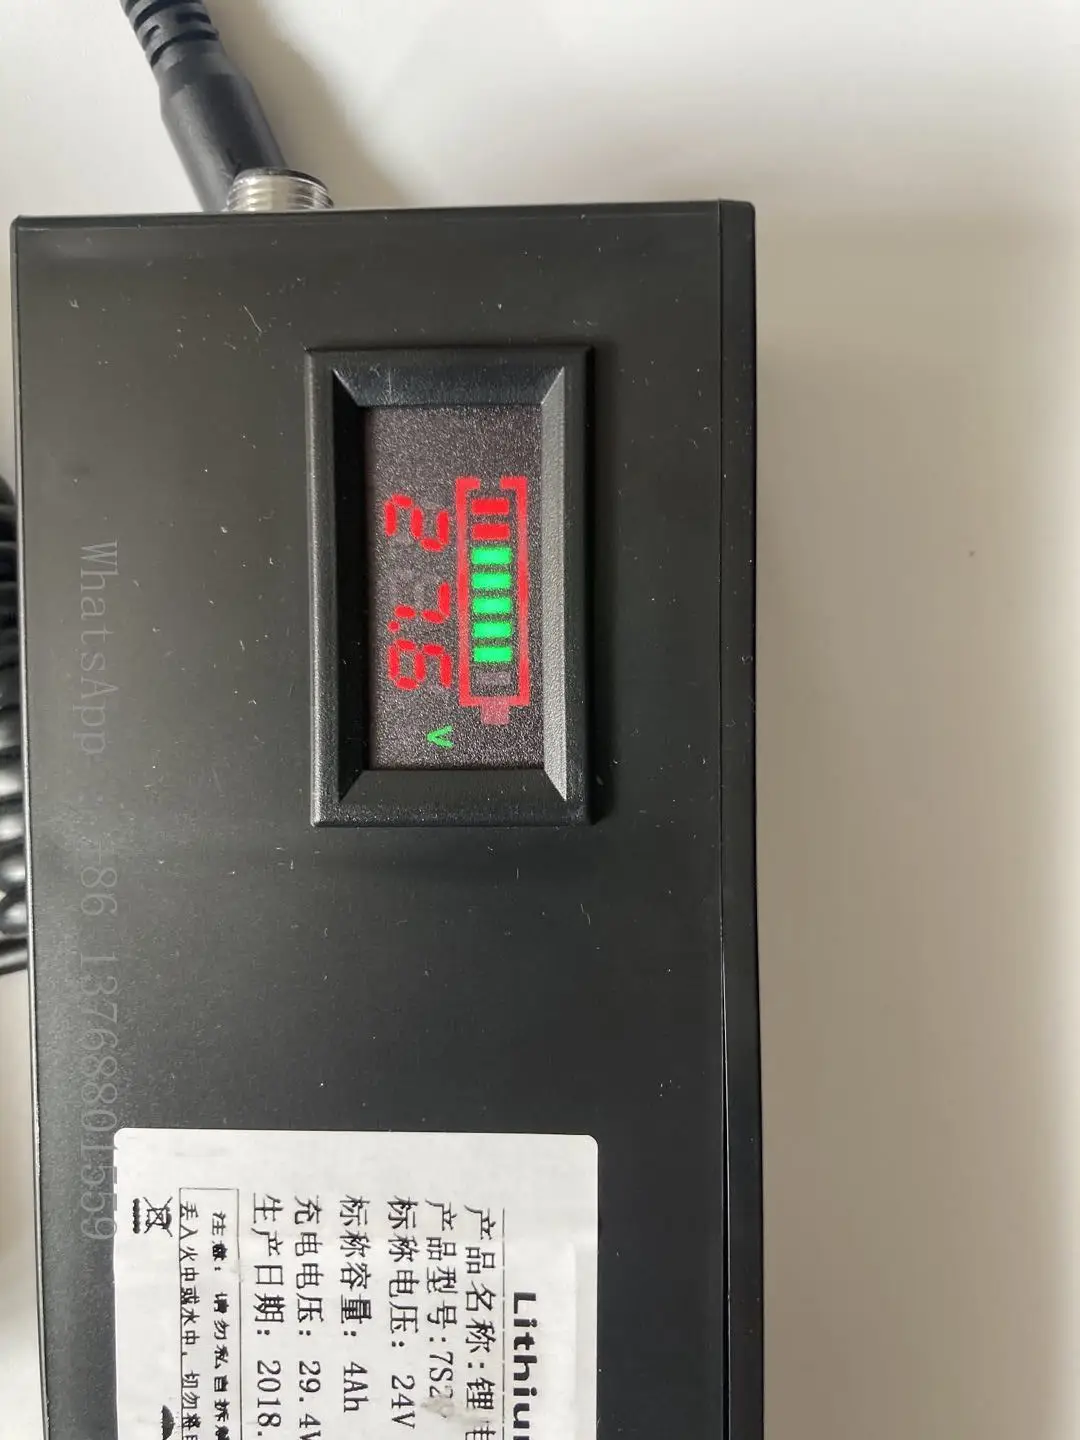 27.6
V
WhatsApp：+86 13768801559
Lithiu
产品名称:锂电
产品型号:7S2
标称电压: 24V
标称容量: 4Ah
充电电压: 29.4V
生产日期: 2018.
注意: 请勿私自拆解
丢入火中或水中, 切勿将